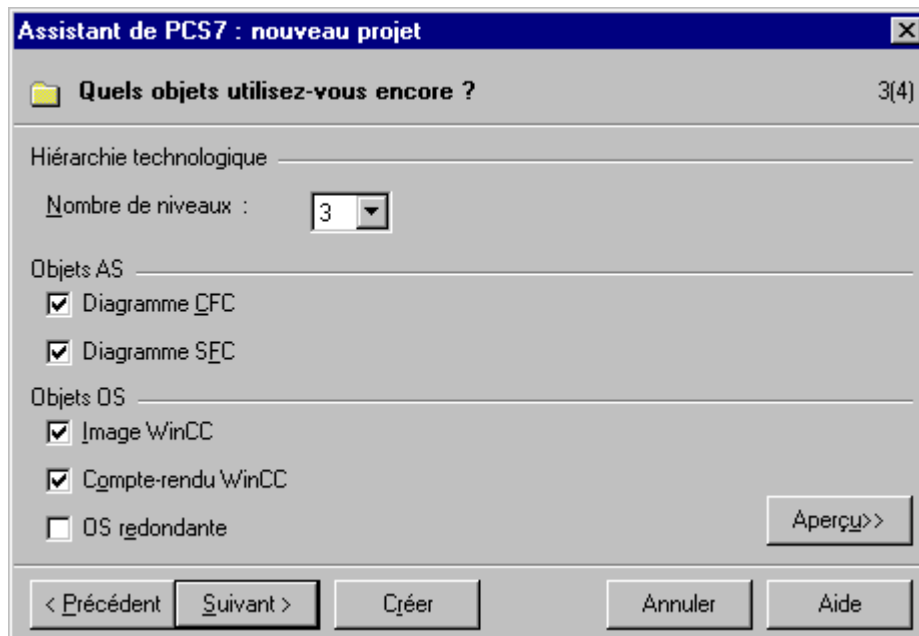 Assistant de PCS7 : nouveau projet
Quels objets utilisez-vous encore ? 3(4)
Hiérarchie technologique
Nombre de niveaux : 3
Objets AS
Diagramme CFC
Diagramme SFC
Objets OS
Image WinCC
Compte-rendu WinCC
OS redondante
Aperçu>>
< Précédent Suivant > Créer Annuler Aide